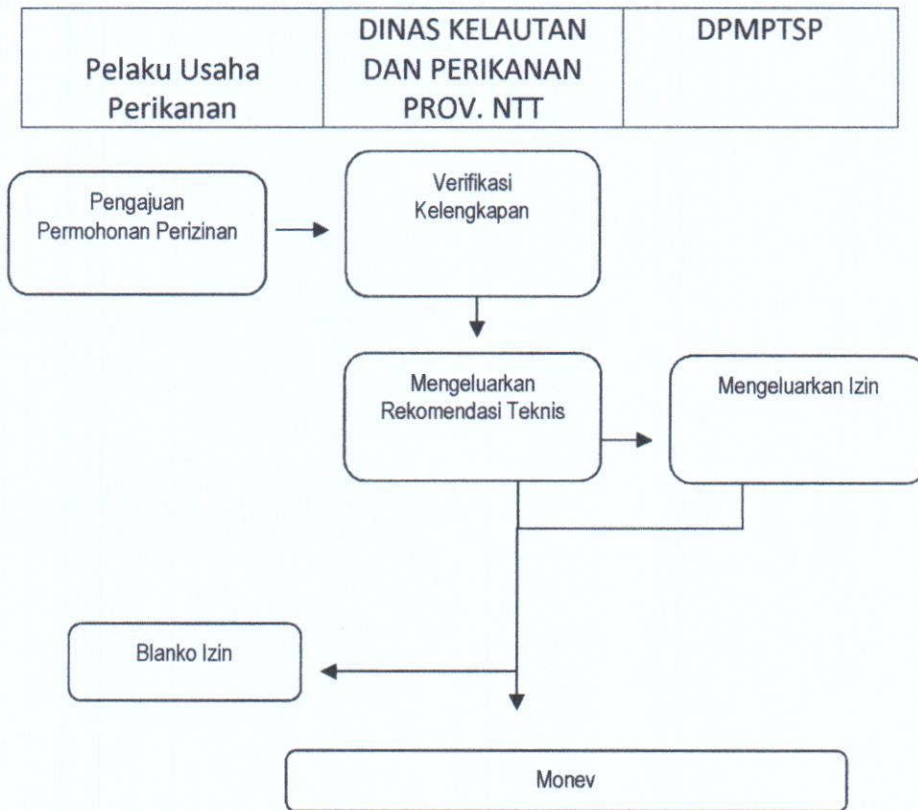 Pelaku Usaha
Perikanan
DINAS KELAUTAN
DAN PERIKANAN
PROV. NTT
DPMPTSP
Pengajuan
Permohonan Perizinan
Verifikasi
Kelengkapan
Mengeluarkan
Rekomendasi Teknis
Mengeluarkan Izin
Blanko Izin
Monev